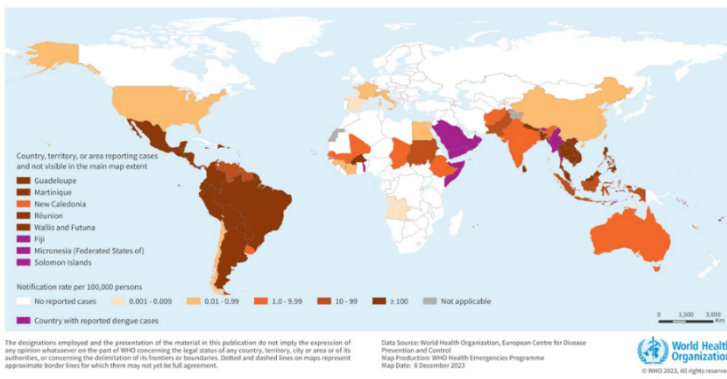 Country, territory, or area reporting cases
and not visible in the main map extent
Guadeloupe
Martinique
New Caledonia
Réunion
Wallis and Futuna
Fiji
Micronesia (Federated States of)
Solomon Islands
Notification rate per 100,000 persons
No reported cases
0.001 - 0.009
0.01 - 0.99
1.0 - 9.99
10 - 99
≥ 100
Not applicable
Country with reported dengue cases
0 1,500 3,000
Km
The designations employed and the presentation of the material in this publication do not imply the expression of
any opinion whatsoever on the part of WHO concerning the legal status of any country, territory, city or area or of its
authorities, or concerning the delimitation of its frontiers or boundaries. Dotted and dashed lines on maps represent
approximate border lines for which there may not yet be full agreement.
Data Source: World Health Organization, European Centre for Disease
Prevention and Control
Map Production: WHO Health Emergencies Programme
Map Date: 8 December 2023
World Health
Organization
© WHO 2023, All rights reserve